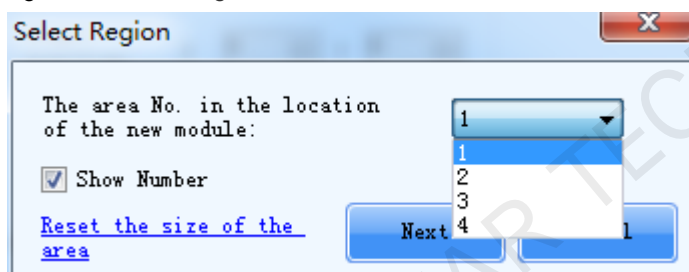 Select Region
The area No. in the location
of the new module:
1
1
2
3
4
Show Number
Reset the size of the
area
Next